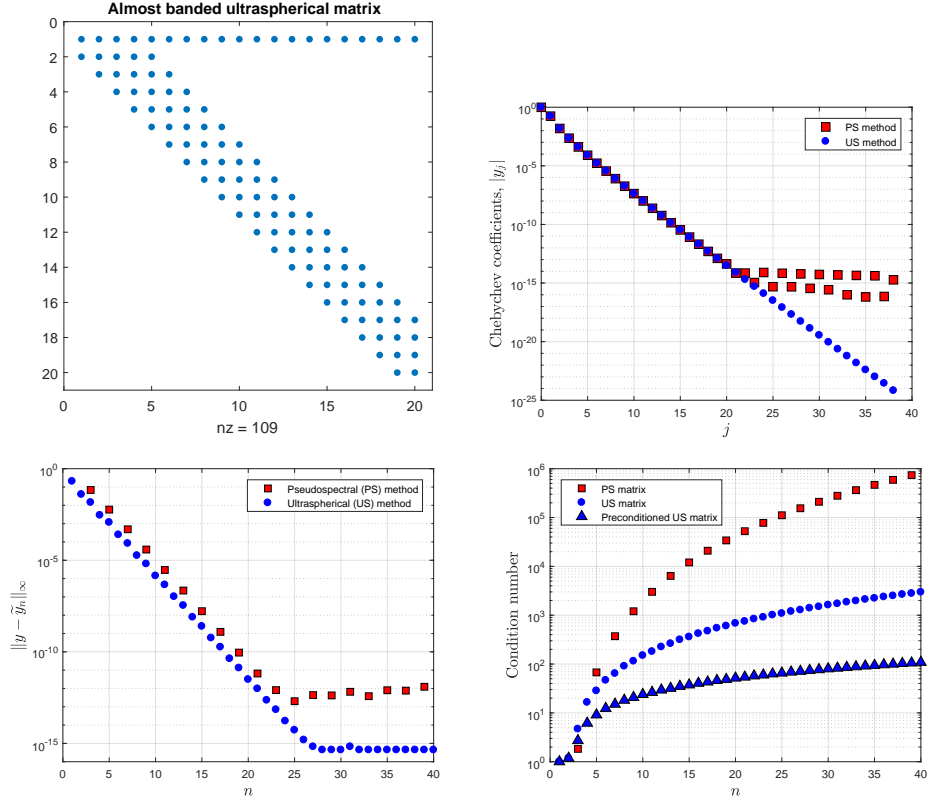 Almost banded ultraspherical matrix
0
2
4
6
8
10
12
14
16
18
20
0 5 10 15 20
nz = 109
Chebychev coefficients, |y_j|
10^0
10^-5
10^-10
10^-15
10^-20
10^-25
PS method
US method
0 5 10 15 20 25 30 35 40
j
||y − ỹ_n||_∞
10^0
10^-5
10^-10
10^-15
Pseudospectral (PS) method
Ultraspherical (US) method
0 5 10 15 20 25 30 35 40
n
Condition number
10^6
10^5
10^4
10^3
10^2
10^1
10^0
PS matrix
US matrix
Preconditioned US matrix
0 5 10 15 20 25 30 35 40
n